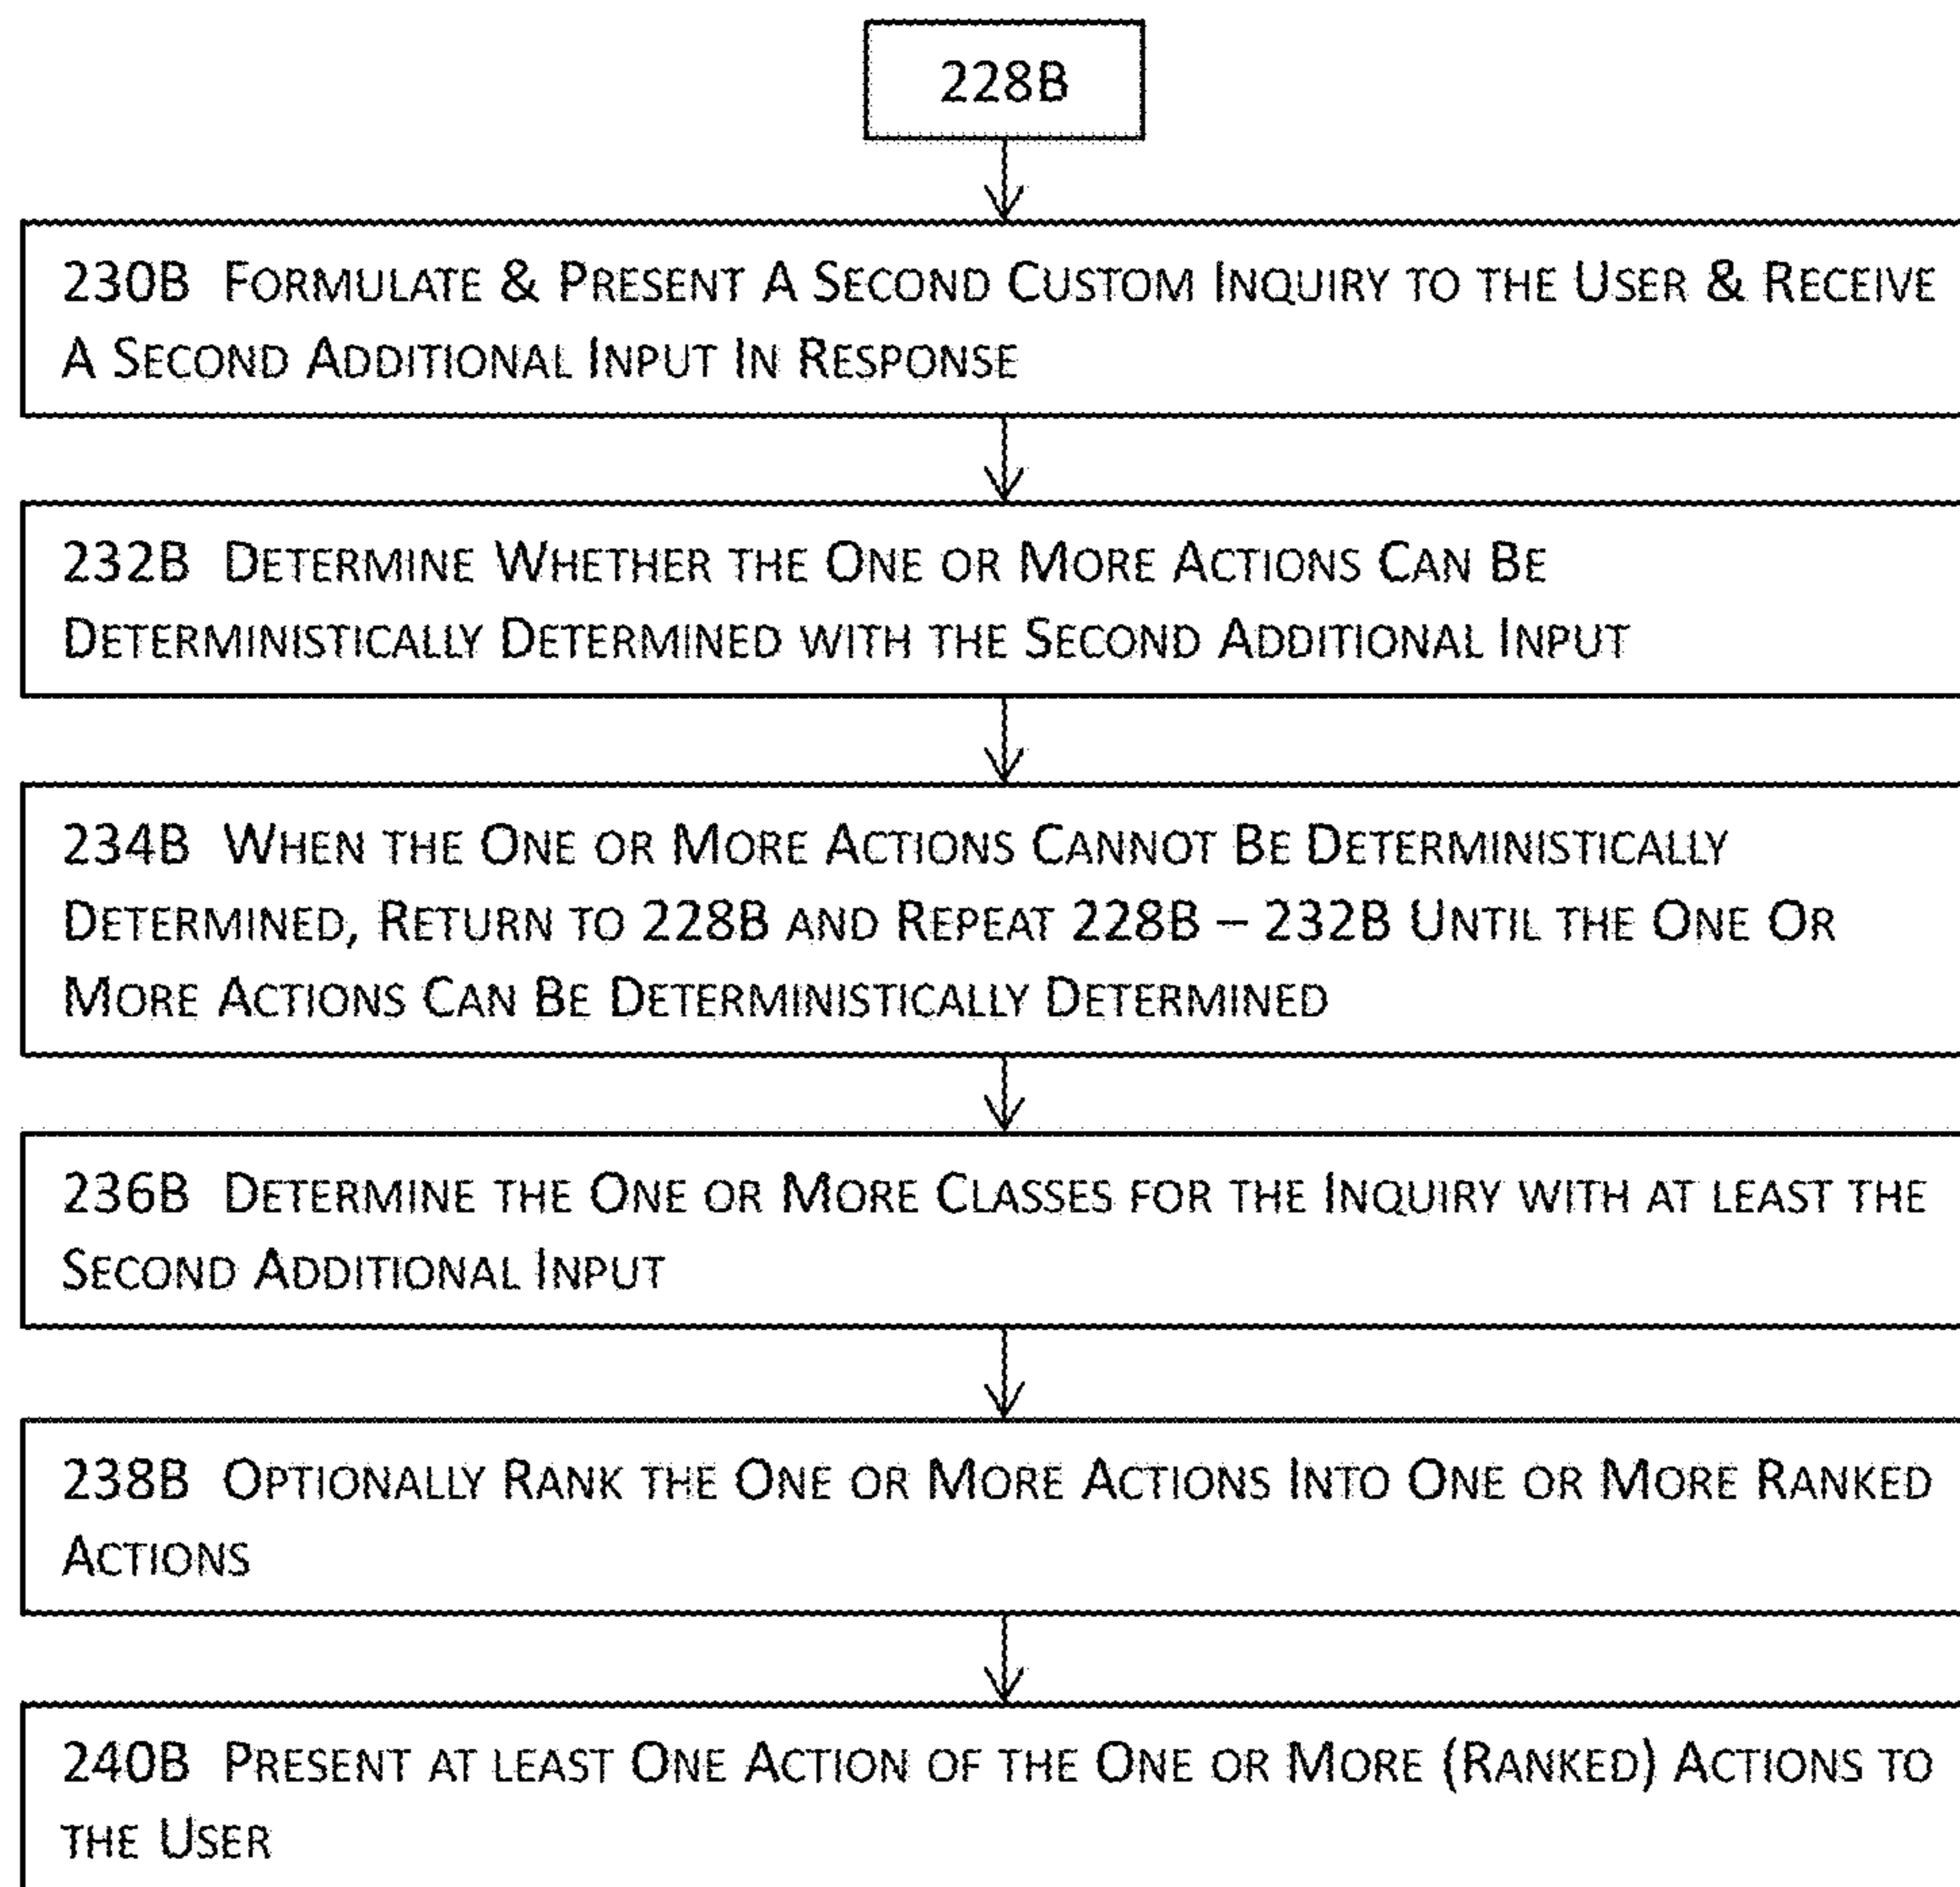 228B
230B FORMULATE & PRESENT A SECOND CUSTOM INQUIRY TO THE USER & RECEIVE
A SECOND ADDITIONAL INPUT IN RESPONSE
232B DETERMINE WHETHER THE ONE OR MORE ACTIONS CAN BE
DETERMINISTICALLY DETERMINED WITH THE SECOND ADDITIONAL INPUT
234B WHEN THE ONE OR MORE ACTIONS CANNOT BE DETERMINISTICALLY
DETERMINED, RETURN TO 228B AND REPEAT 228B – 232B UNTIL THE ONE OR
MORE ACTIONS CAN BE DETERMINISTICALLY DETERMINED
236B DETERMINE THE ONE OR MORE CLASSES FOR THE INQUIRY WITH AT LEAST THE
SECOND ADDITIONAL INPUT
238B OPTIONALLY RANK THE ONE OR MORE ACTIONS INTO ONE OR MORE RANKED
ACTIONS
240B PRESENT AT LEAST ONE ACTION OF THE ONE OR MORE (RANKED) ACTIONS TO
THE USER